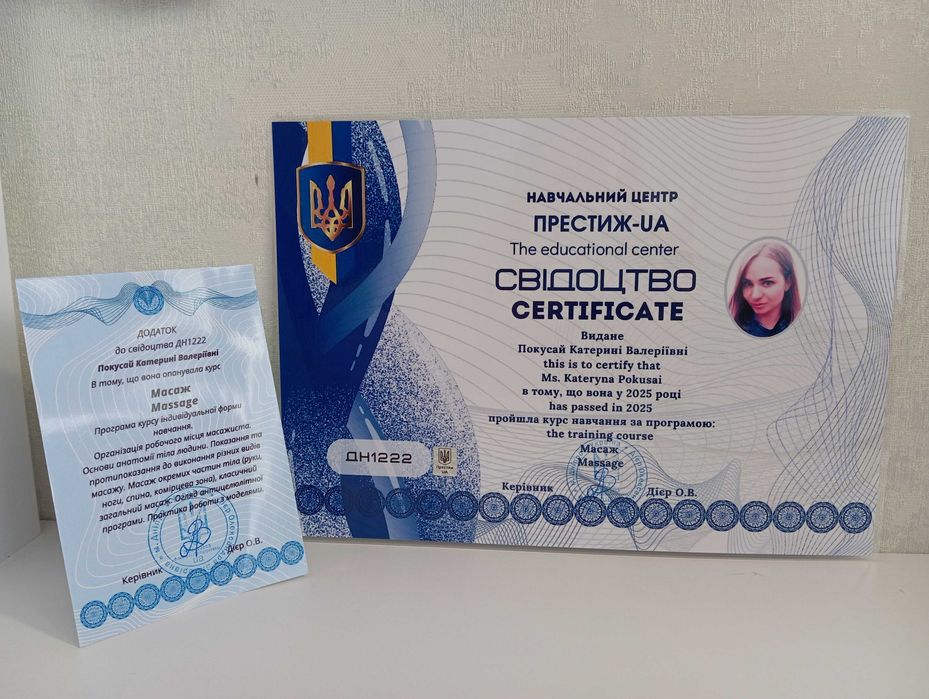 ДОДАТОК
до свідоцтва ДН1222
Покусай Катерині Валеріївні
В тому, що вона опанувала курс
Масаж
Massage
Програма курсу індивідуальної форми
навчання.
Організація робочого місця масажиста.
Основи анатомії тіла людини. Показання та
протипоказання до виконання різних видів
масажу. Масаж окремих частин тіла (руки,
ноги, спина, комірцева зона), класичний
загальний масаж. Огляд антицелюлітної
програми. Практика роботи з моделями.
Керівник
Дієр О.В.
НАВЧАЛЬНИЙ ЦЕНТР
ПРЕСТИЖ-UA
The educational center
СВІДОЦТВО
CERTIFICATE
Видане
Покусай Катерині Валеріївні
this is to certify that
Ms. Kateryna Pokusai
в тому, що вона у 2025 році
has passed in 2025
пройшла курс навчання за програмою:
the training course
Масаж
Massage
Керівник
Дієр О.В.
ДН1222
Престиж
UA